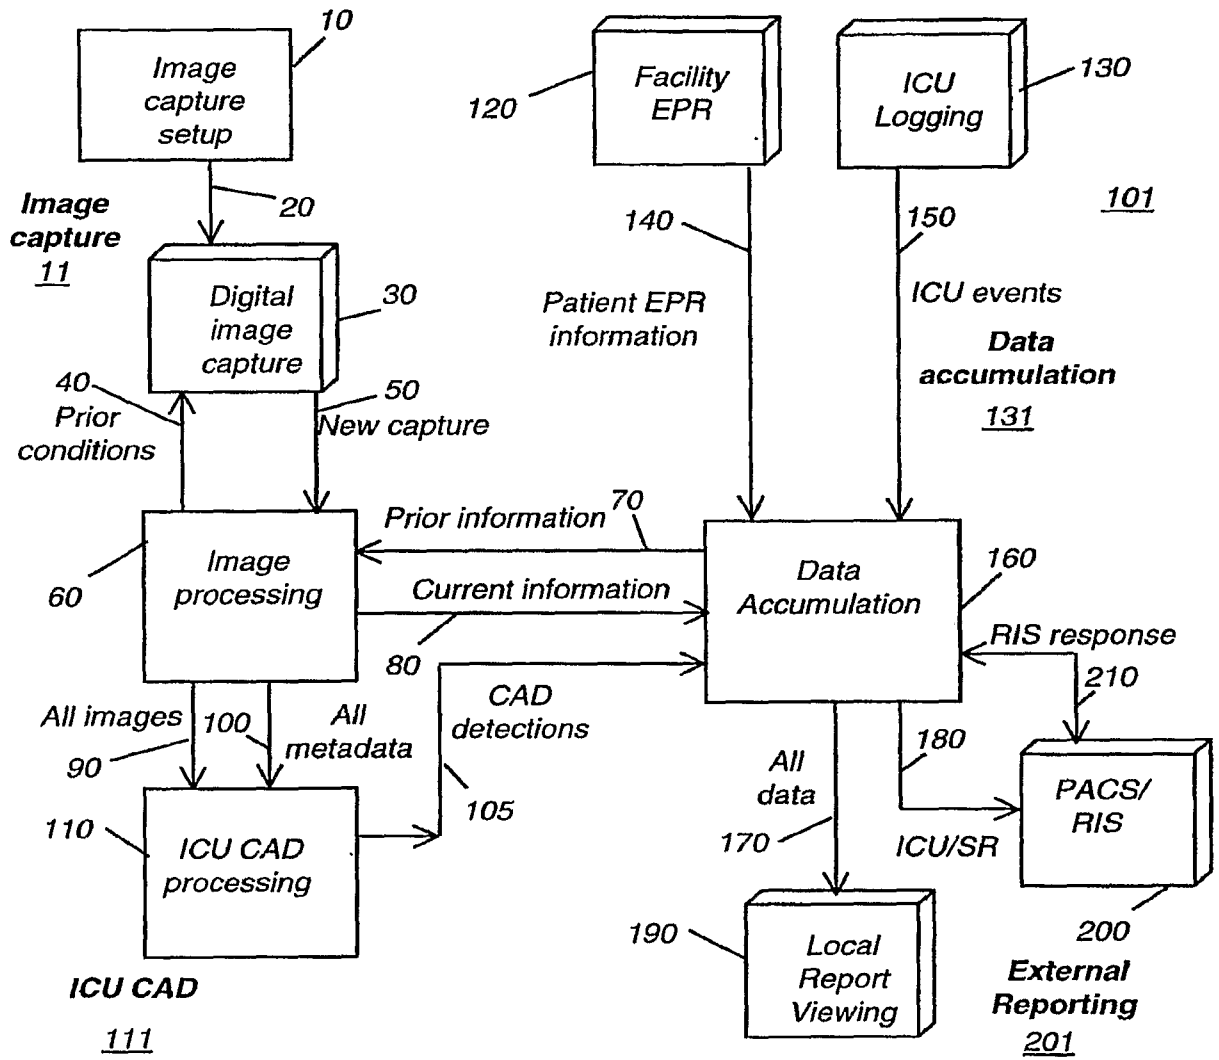 10
Image
capture
setup
20
Image
capture
11
Digital
image
capture
30
40
Prior
conditions
50
New capture
120
Facility
EPR
ICU
Logging
130
101
140
150
Patient EPR
information
ICU events
Data
accumulation
131
Image
processing
60
Prior information
70
Current information
80
Data
Accumulation
160
RIS response
210
All images
90
100
All
metadata
CAD
detections
105
110
ICU CAD
processing
ICU CAD
111
All
data
170
180
ICU/SR
PACS/
RIS
200
190
Local
Report
Viewing
External
Reporting
201